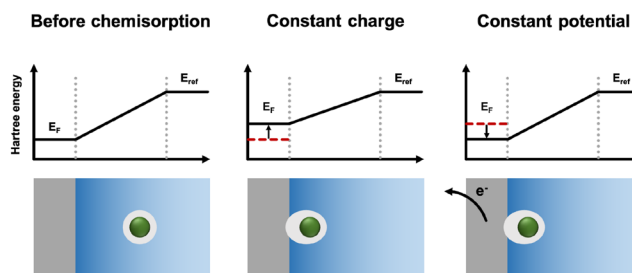 Before chemisorption
Constant charge
Constant potential
Hartree energy
E_F
E_ref
E_F
E_ref
E_F
E_ref
e-